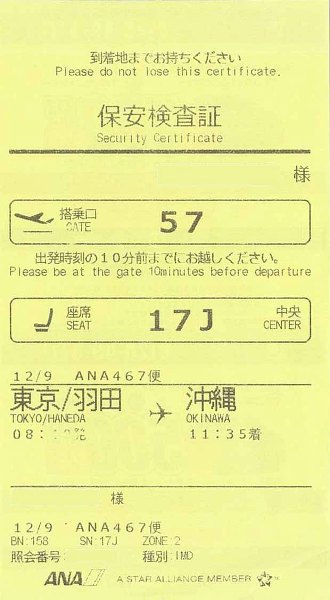 到着地までお持ちください
Please do not lose this certificate.
保安検査証
Security Certificate
様
搭乗口
GATE
57
出発時刻の10分前までにお越しください。
Please be at the gate 10minutes before departure
座席
SEAT
17J
中央
CENTER
12/9 ANA467便
東京/羽田 沖縄
TOKYO/HANEDA OKINAWA
08: 発 11:35着
様
12/9 ANA467便
BN:158 SN:17J ZONE:2
照会番号: 種別:IMD
ANA A STAR ALLIANCE MEMBER